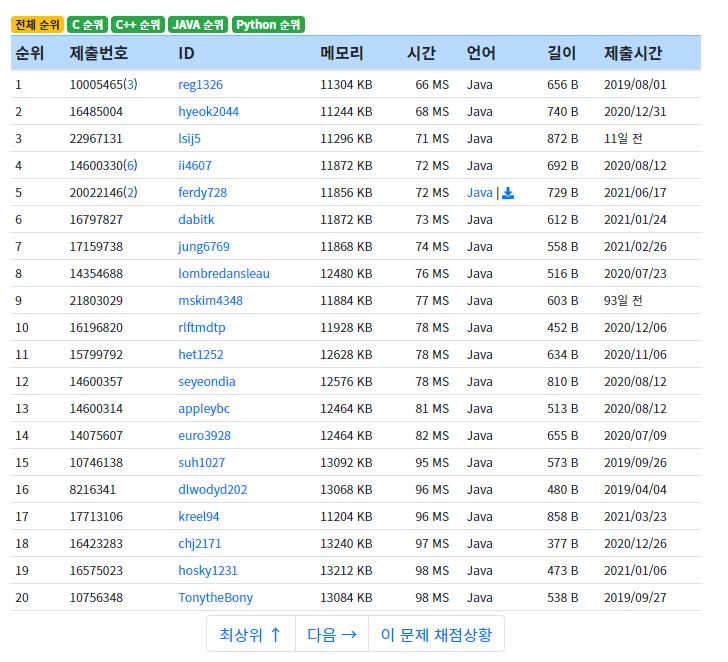 전체 순위 C 순위 C++ 순위 JAVA 순위 Python 순위
순위 제출번호 ID 메모리 시간 언어 길이 제출시간
1 10005465(3) reg1326 11304 KB 66 MS Java 656 B 2019/08/01
2 16485004 hyeok2044 11244 KB 68 MS Java 740 B 2020/12/31
3 22967131 lsij5 11296 KB 71 MS Java 872 B 11일 전
4 14600330(6) ii4607 11872 KB 72 MS Java 692 B 2020/08/12
5 20022146(2) ferdy728 11856 KB 72 MS Java | 729 B 2021/06/17
6 16797827 dabitk 11872 KB 73 MS Java 612 B 2021/01/24
7 17159738 jung6769 11868 KB 74 MS Java 558 B 2021/02/26
8 14354688 lombredansleau 12480 KB 76 MS Java 516 B 2020/07/23
9 21803029 mskim4348 11884 KB 77 MS Java 603 B 93일 전
10 16196820 rlftmdtp 11928 KB 78 MS Java 452 B 2020/12/06
11 15799792 het1252 12628 KB 78 MS Java 634 B 2020/11/06
12 14600357 seyeondia 12576 KB 78 MS Java 810 B 2020/08/12
13 14600314 appleybc 12464 KB 81 MS Java 513 B 2020/08/12
14 14075607 euro3928 12464 KB 82 MS Java 655 B 2020/07/09
15 10746138 suh1027 13092 KB 95 MS Java 573 B 2019/09/26
16 8216341 dlwodyd202 13068 KB 96 MS Java 480 B 2019/04/04
17 17713106 kreel94 11204 KB 96 MS Java 858 B 2021/03/23
18 16423283 chj2171 13240 KB 97 MS Java 377 B 2020/12/26
19 16575023 hosky1231 13212 KB 98 MS Java 473 B 2021/01/06
20 10756348 TonytheBony 13084 KB 98 MS Java 538 B 2019/09/27
최상위 ↑ 다음 → 이 문제 채점상황